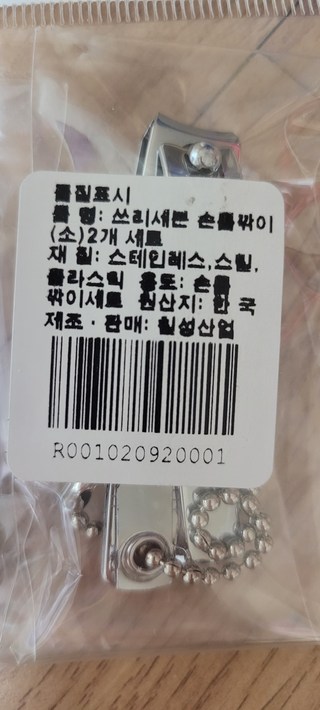 품질표시
품 명: 쓰리세븐 손톱깎이
(소)2개 세트
재 질: 스테인레스,스틸,
플라스틱 용도: 손톱
깎이세트 원산지: 한 국
제조 · 판매: 칠성산업
R001020920001